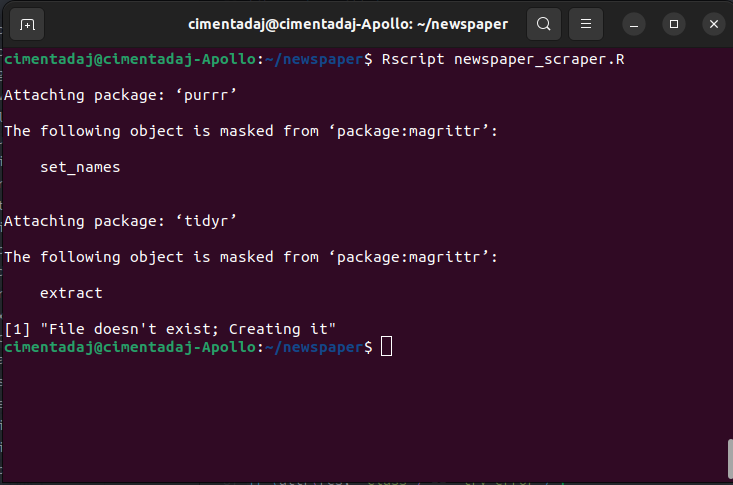 cimentadaj@cimentadaj-Apollo: ~/newspaper
cimentadaj@cimentadaj-Apollo:~/newspaper$ Rscript newspaper_scraper.R
Attaching package: ‘purrr’
The following object is masked from ‘package:magrittr’:
set_names
Attaching package: ‘tidyr’
The following object is masked from ‘package:magrittr’:
extract
[1] "File doesn't exist; Creating it"
cimentadaj@cimentadaj-Apollo:~/newspaper$